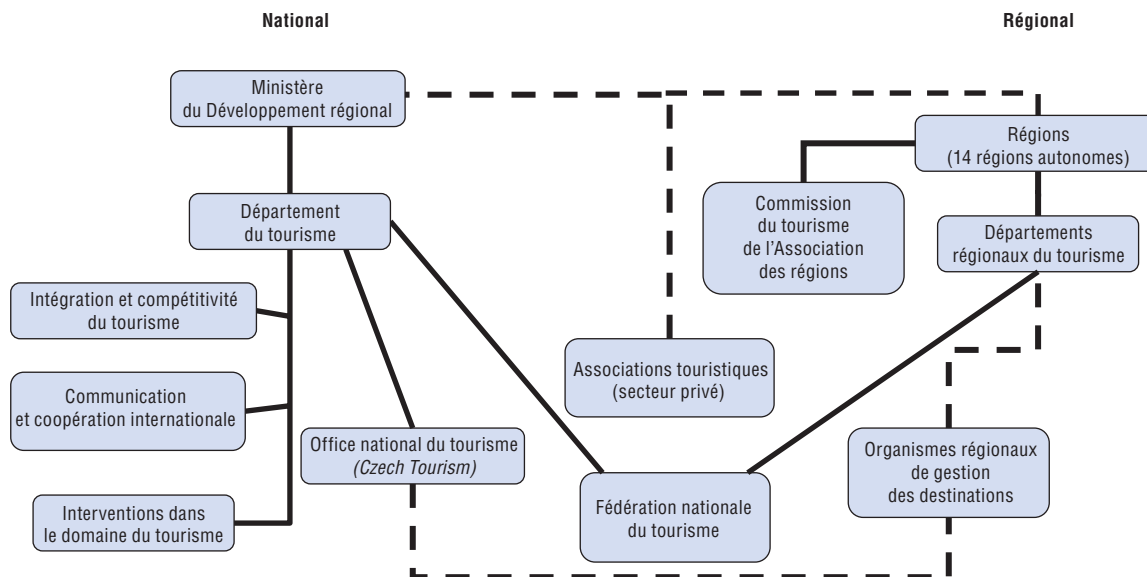 National
Régional
Ministère
du Développement régional
Régions
(14 régions autonomes)
Département
du tourisme
Commission
du tourisme
de l'Association
des régions
Départements
régionaux du tourisme
Intégration et compétitivité
du tourisme
Associations touristiques
(secteur privé)
Communication
et coopération internationale
Office national du tourisme
(Czech Tourism)
Organismes régionaux
de gestion
des destinations
Fédération nationale
du tourisme
Interventions dans
le domaine du tourisme